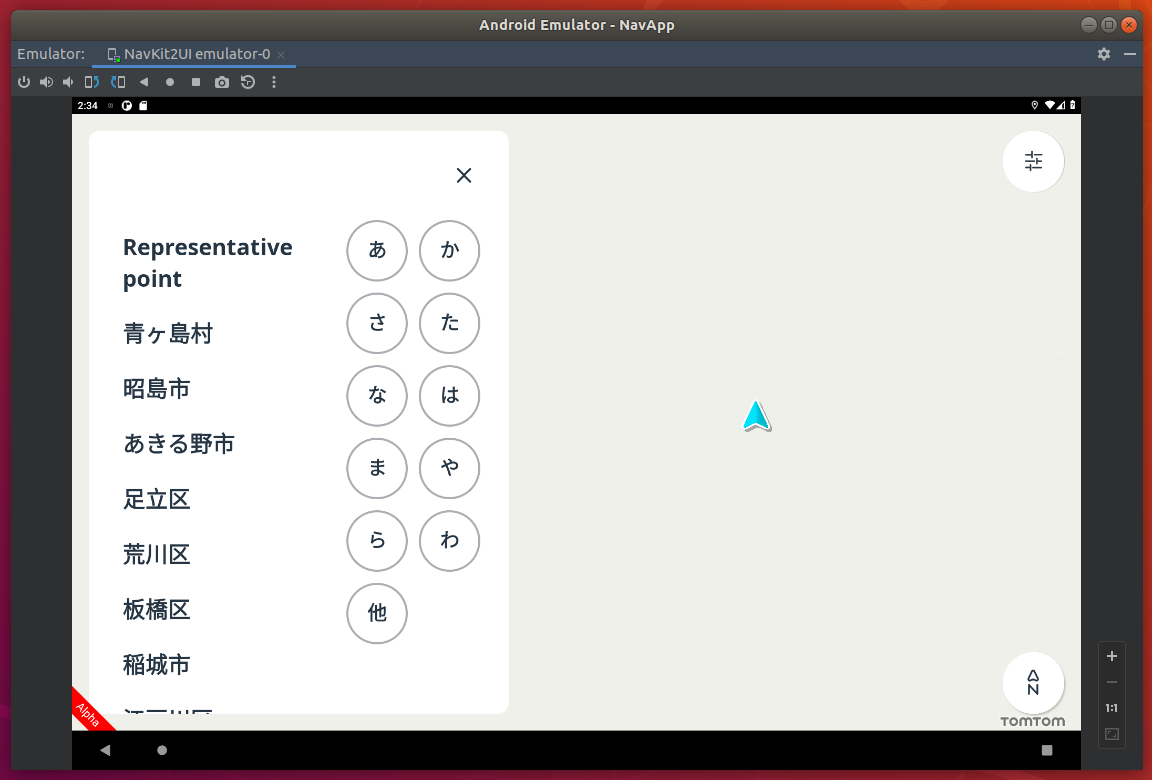 Android Emulator - NavApp
Emulator:
NavKit2UI emulator-0
2:34
Representative
point
青ヶ島村
昭島市
あきる野市
足立区
荒川区
板橋区
稲城市
あ か
さ た
な は
ま や
ら わ
他
Alpha
N
TOMTOM
1:1